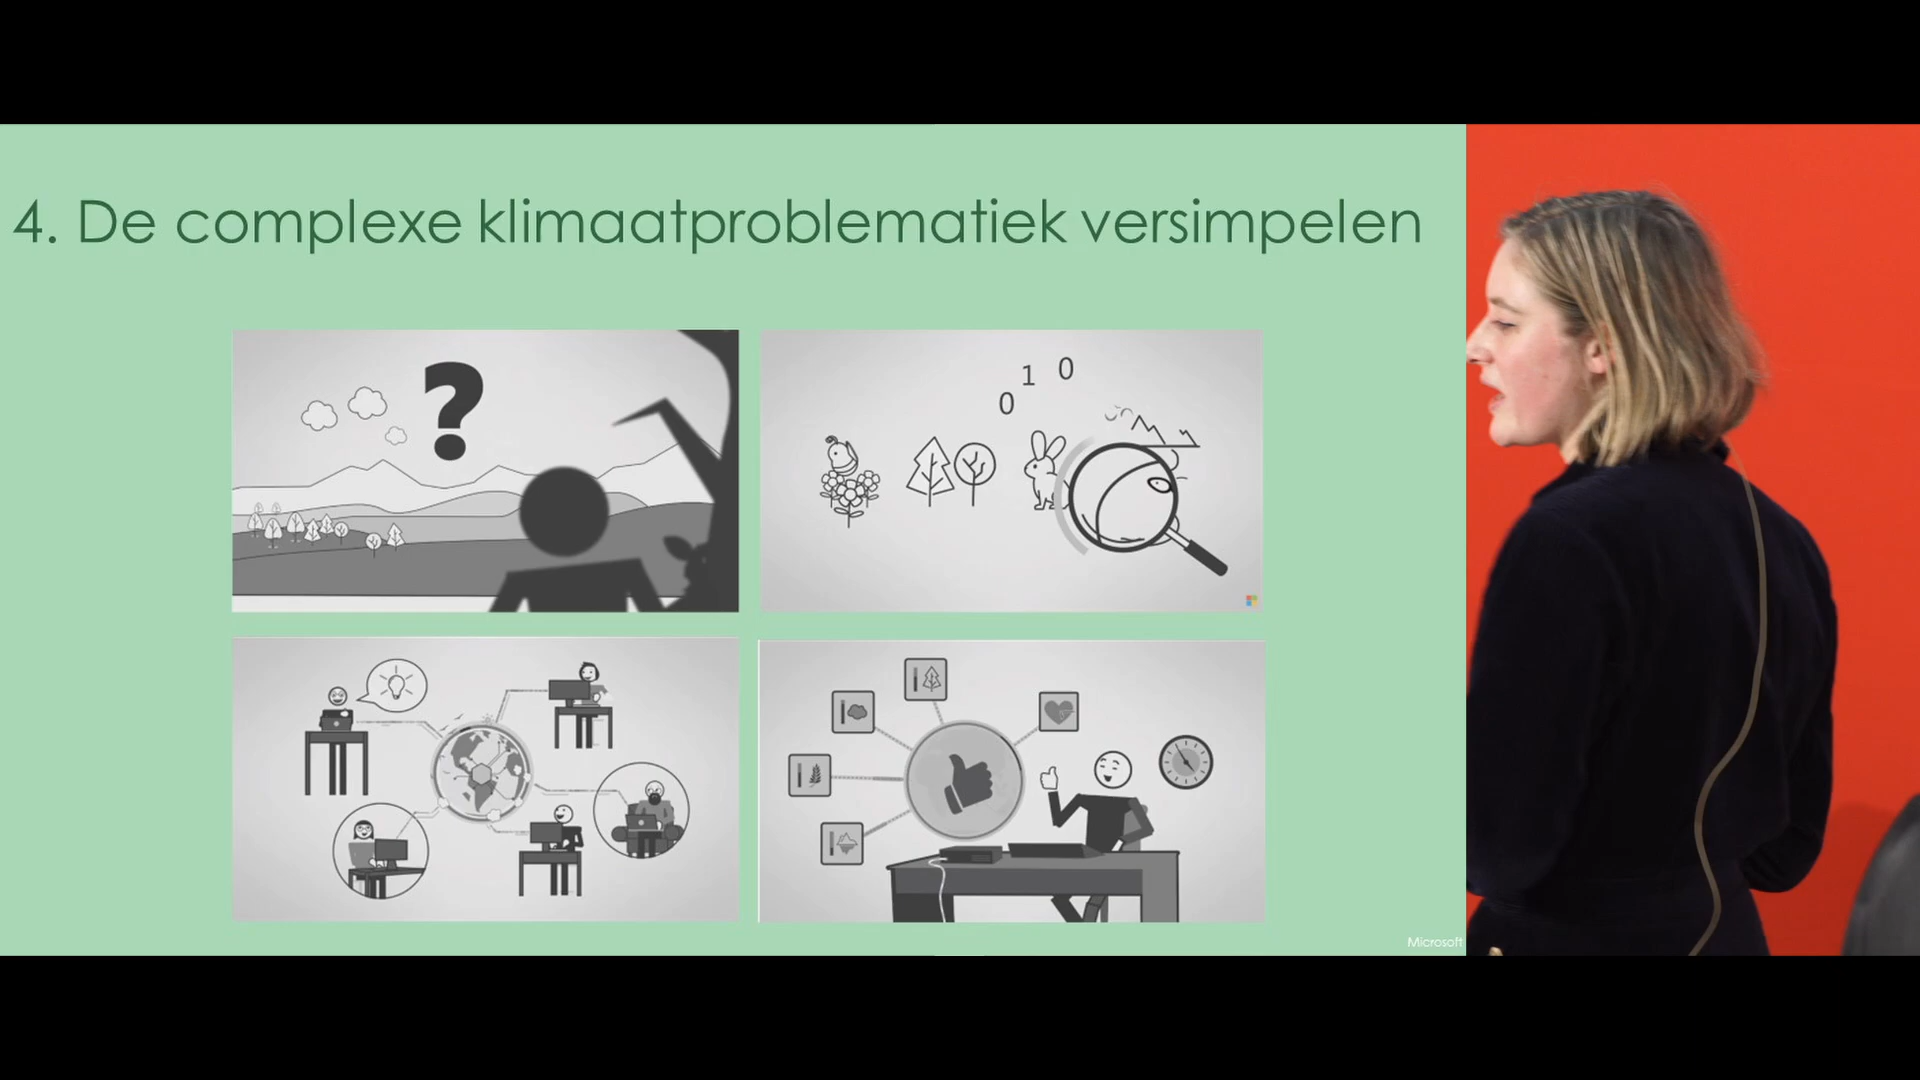 4. De complexe klimaatproblematiek versimpelen
?
1 0
0
Microsoft